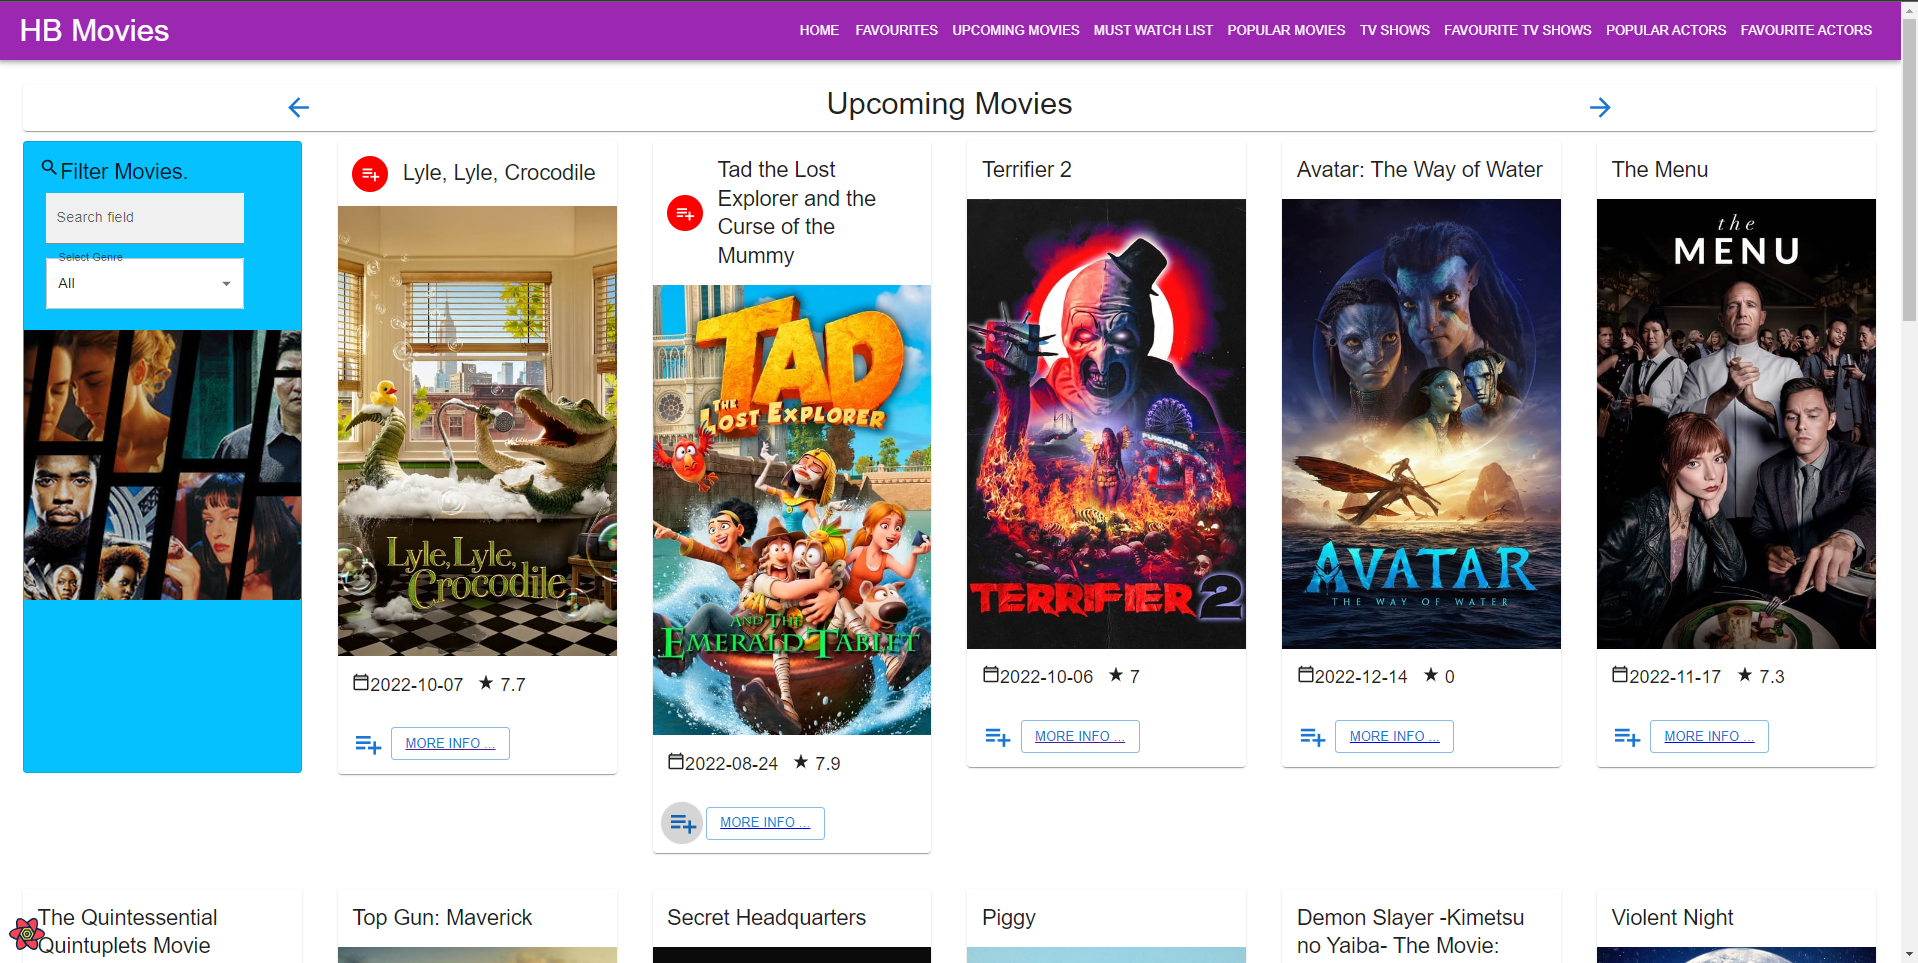 HB Movies
HOME FAVOURITES UPCOMING MOVIES MUST WATCH LIST POPULAR MOVIES TV SHOWS FAVOURITE TV SHOWS POPULAR ACTORS FAVOURITE ACTORS
Upcoming Movies
Filter Movies.
Search field
Select Genre
All
Lyle, Lyle, Crocodile
Lyle, Lyle,
Crocodile
2022-10-07 7.7
MORE INFO ...
Tad the Lost
Explorer and the
Curse of the
Mummy
TAD
THE
LOST EXPLORER
AND THE
EMERALD TABLET
2022-08-24 7.9
MORE INFO ...
Terrifier 2
FUNHOUSE
TERRIFIER 2
2022-10-06 7
MORE INFO ...
Avatar: The Way of Water
AVATAR
THE WAY OF WATER
2022-12-14 0
MORE INFO ...
The Menu
the
MENU
2022-11-17 7.3
MORE INFO ...
The Quintessential
Quintuplets Movie
Top Gun: Maverick
Secret Headquarters
Piggy
Demon Slayer -Kimetsu
no Yaiba- The Movie:
Violent Night